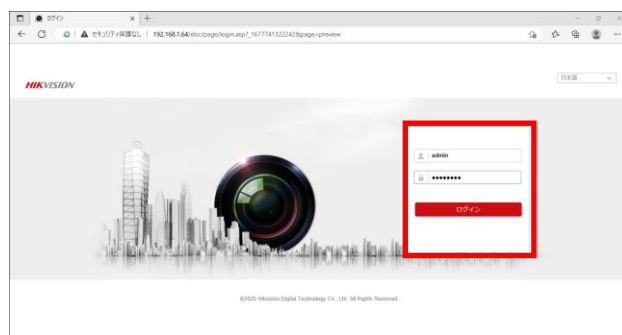 ログイン
セキュリティ保護なし | 192.168.1.64/doc/page/login.asp?_1677741322242&page=preview
HIKVISION
日本語
admin
ログイン
©2020 Hikvision Digital Technology Co., Ltd. All Rights Reserved.